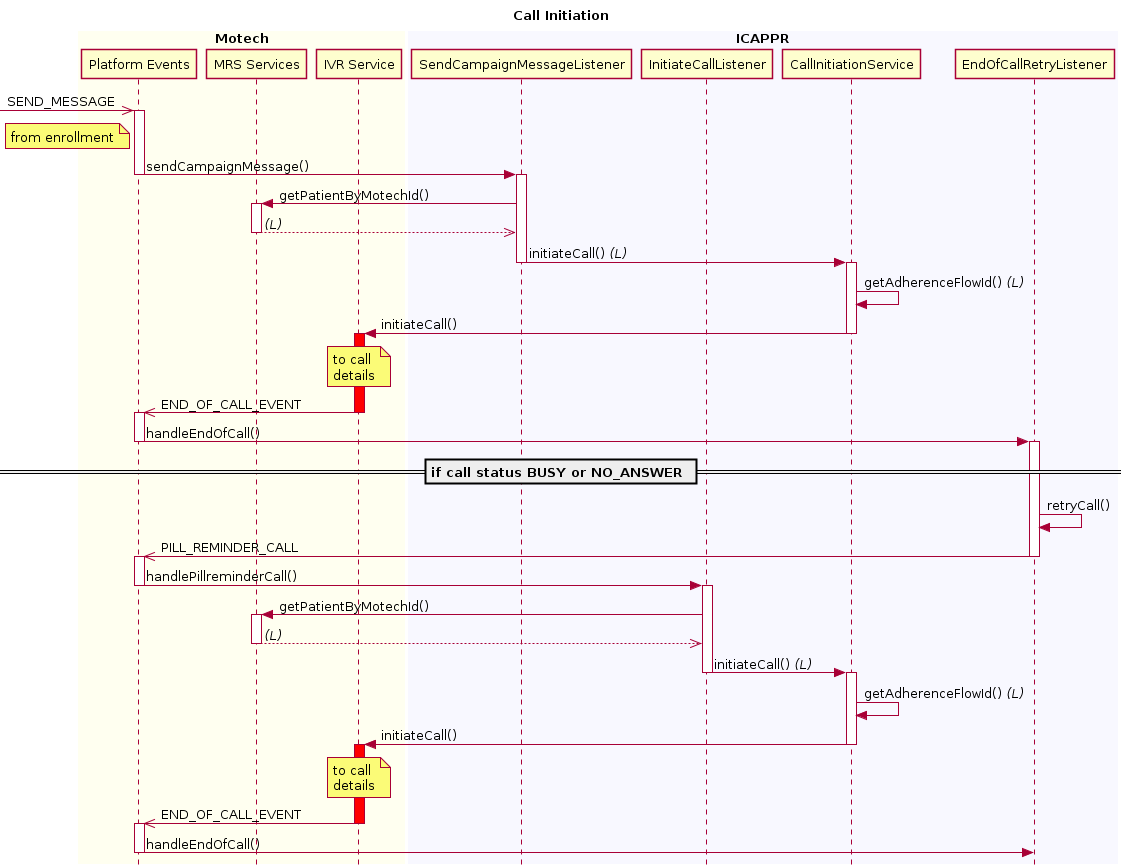 Call Initiation
Motech
ICAPPR
Platform Events
MRS Services
IVR Service
SendCampaignMessageListener
InitiateCallListener
CallInitiationService
EndOfCallRetryListener
SEND_MESSAGE
from enrollment
sendCampaignMessage()
getPatientByMotechId()
(L)
initiateCall() (L)
getAdherenceFlowId() (L)
initiateCall()
to call
details
END_OF_CALL_EVENT
handleEndOfCall()
if call status BUSY or NO_ANSWER
retryCall()
PILL_REMINDER_CALL
handlePillreminderCall()
getPatientByMotechId()
(L)
initiateCall() (L)
getAdherenceFlowId() (L)
initiateCall()
to call
details
END_OF_CALL_EVENT
handleEndOfCall()